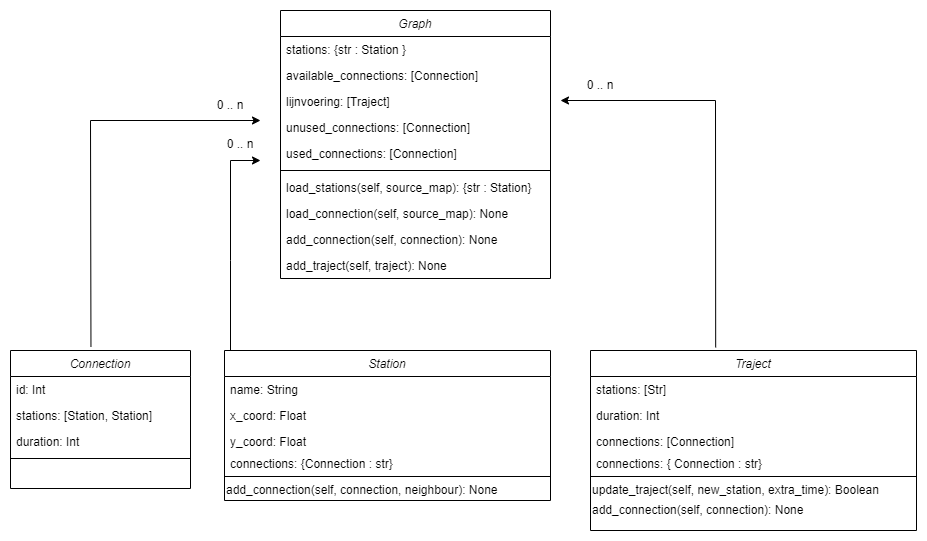 Graph
stations: {str : Station }
available_connections: [Connection]
lijnvoering: [Traject]
unused_connections: [Connection]
used_connections: [Connection]
load_stations(self, source_map): {str : Station}
load_connection(self, source_map): None
add_connection(self, connection): None
add_traject(self, traject): None
0 .. n
0 .. n
0 .. n
Connection
id: Int
stations: [Station, Station]
duration: Int
Station
name: String
x_coord: Float
y_coord: Float
connections: {Connection : str}
add_connection(self, connection, neighbour): None
Traject
stations: [Str]
duration: Int
connections: [Connection]
connections: { Connection : str}
update_traject(self, new_station, extra_time): Boolean
add_connection(self, connection): None